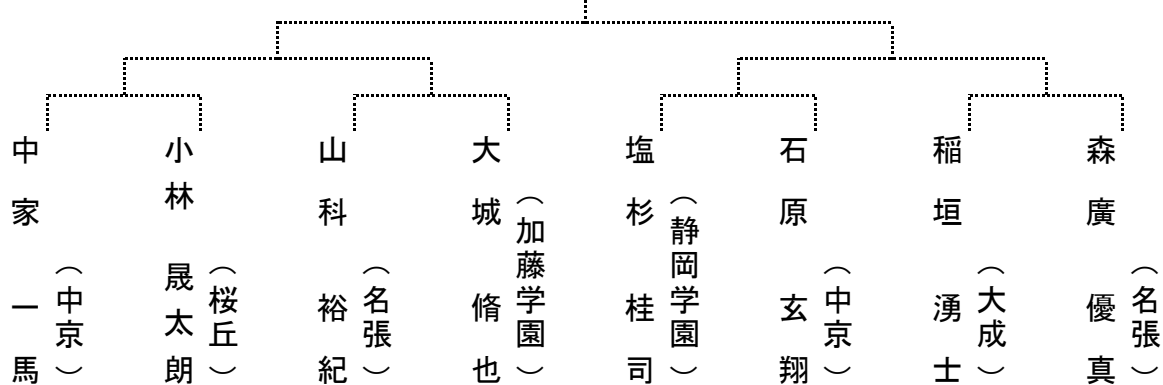 中家 一馬
（中京）
小林 晟太朗
（桜丘）
山科 裕紀
（名張）
大城 脩也
（加藤学園）
塩杉 桂司
（静岡学園）
石原 玄翔
（中京）
稲垣 湧士
（大成）
森廣 優真
（名張）